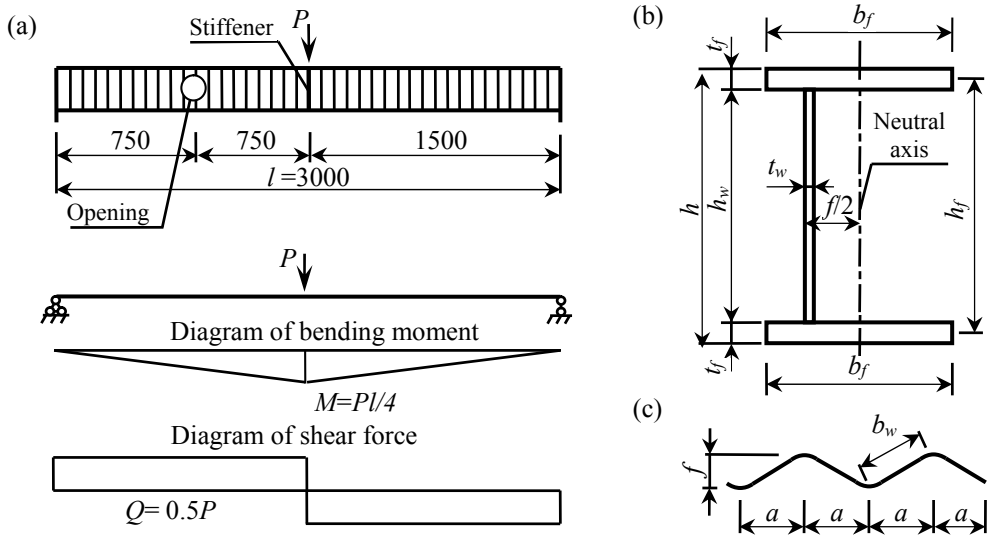 (a)
P
Stiffener
750
750
1500
l =3000
Opening
P
Diagram of bending moment
M=Pl/4
Diagram of shear force
Q= 0.5P
(b)
b_f
t_f
Neutral
axis
t_w
f/2
h
h_w
h_f
t_f
b_f
(c)
b_w
f
a
a
a
a